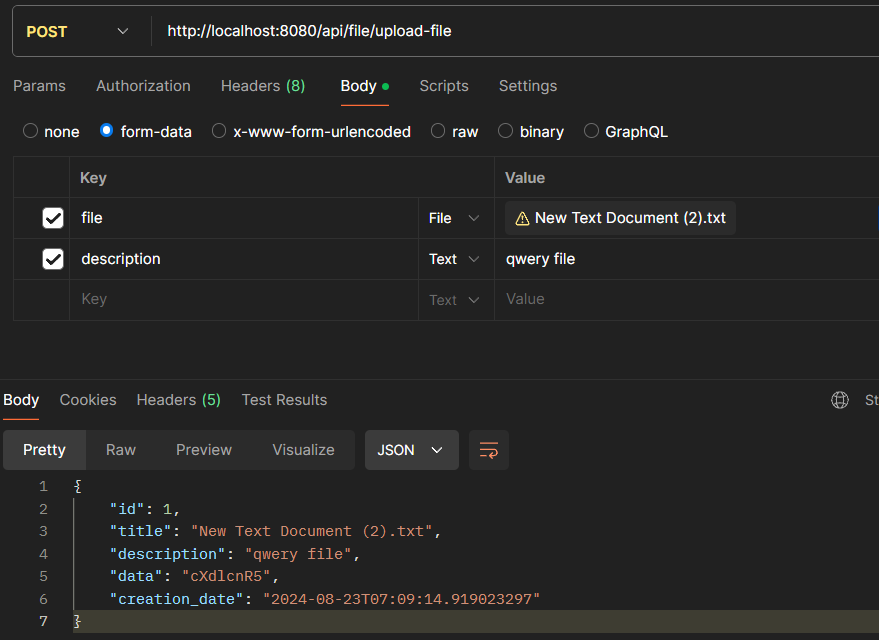 POST http://localhost:8080/api/file/upload-file
Params Authorization Headers (8) Body Scripts Settings
none form-data x-www-form-urlencoded raw binary GraphQL
Key Value
file File New Text Document (2).txt
description Text qwery file
Key Text Value
Body Cookies Headers (5) Test Results St
Pretty Raw Preview Visualize JSON
1 {
2 "id": 1,
3 "title": "New Text Document (2).txt",
4 "description": "qwery file",
5 "data": "cXdlcnR5",
6 "creation_date": "2024-08-23T07:09:14.919023297"
7 }